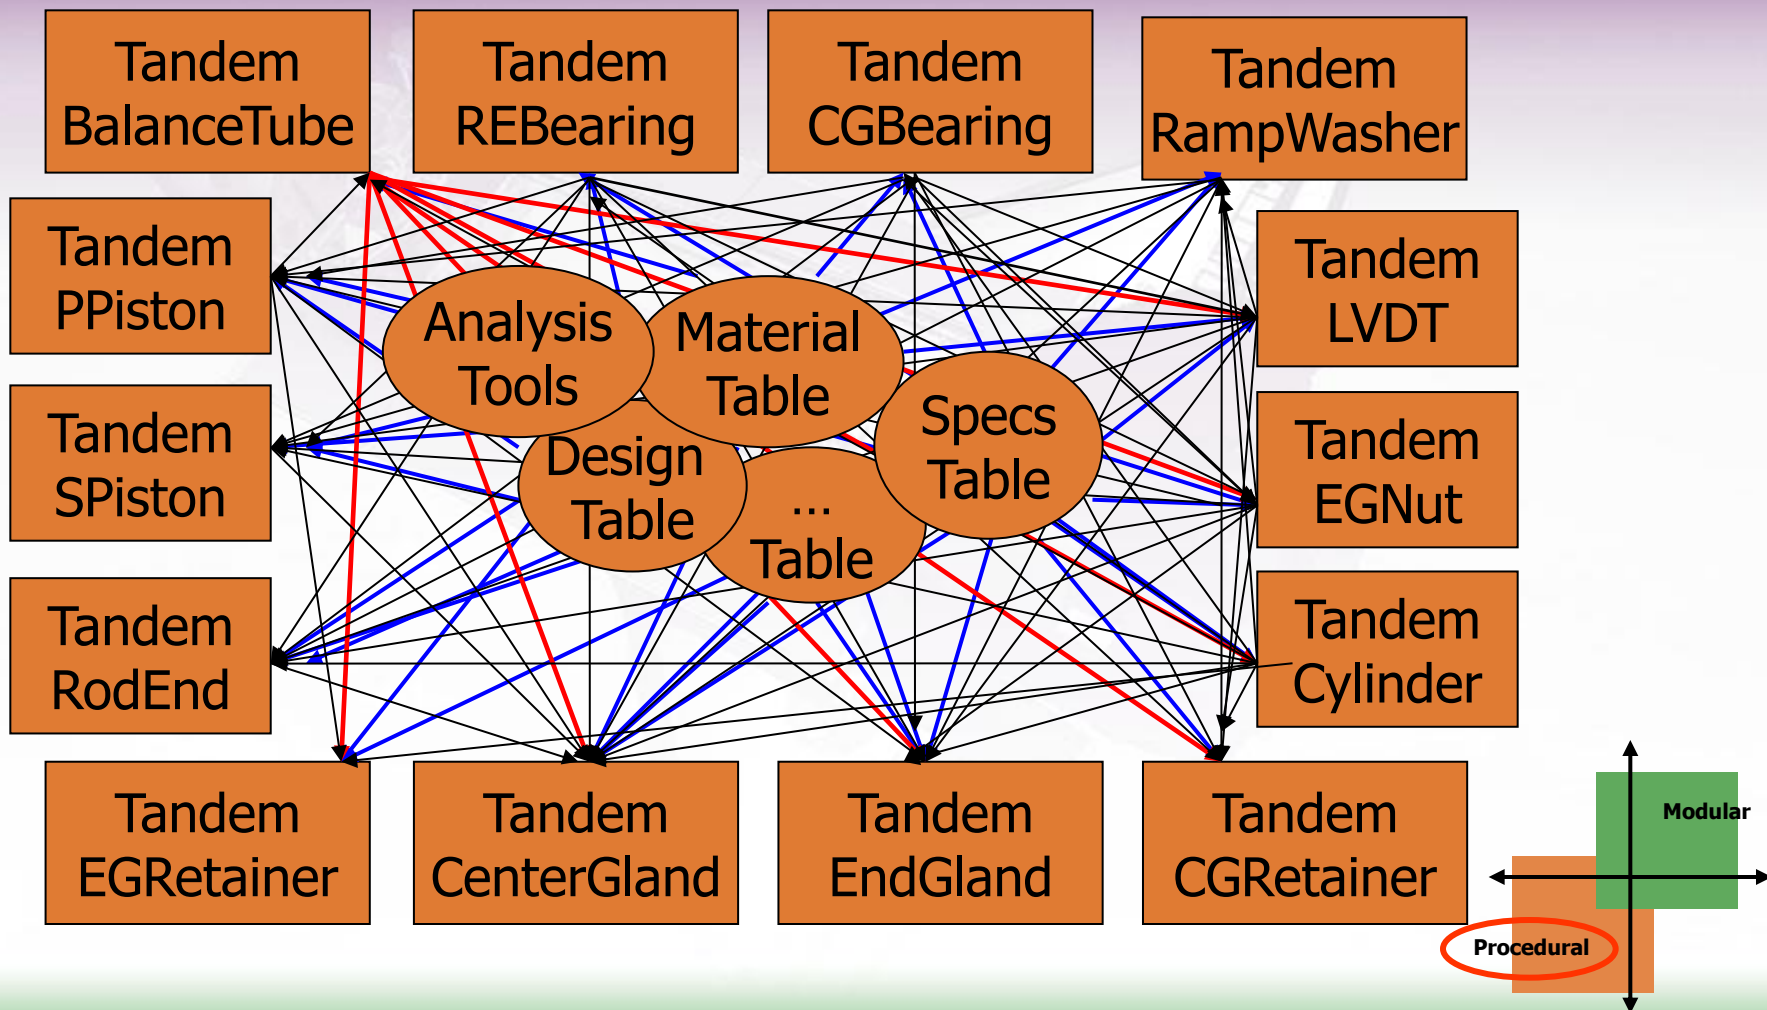 Tandem
BalanceTube
Tandem
REBearing
Tandem
CGBearing
Tandem
RampWasher
Tandem
PPiston
Tandem
LVDT
Analysis
Tools
Material
Table
Specs
Table
Tandem
SPiston
Tandem
EGNut
Design
Table
...
Table
Tandem
RodEnd
Tandem
Cylinder
Tandem
EGRetainer
Tandem
CenterGland
Tandem
EndGland
Tandem
CGRetainer
Modular
Procedural